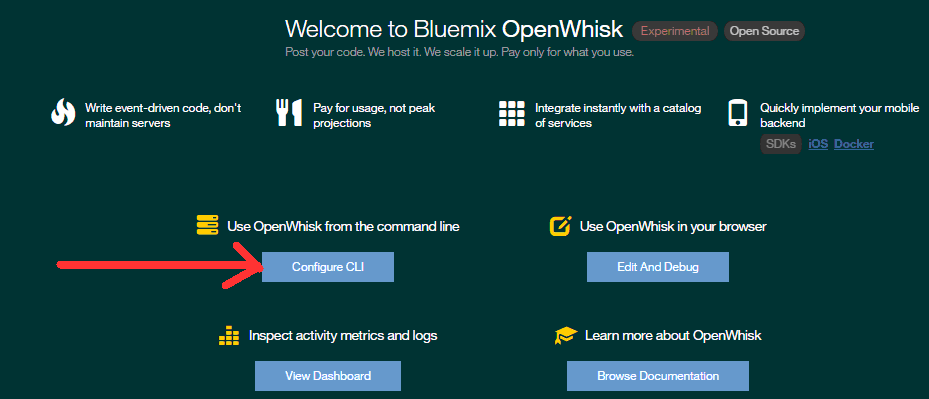 Welcome to Bluemix OpenWhisk Experimental Open Source
Post your code. We host it. We scale it up. Pay only for what you use.
Write event-driven code, don't
maintain servers
Pay for usage, not peak
projections
Integrate instantly with a catalog
of services
Quickly implement your mobile
backend
SDKs iOS Docker
Use OpenWhisk from the command line
Configure CLI
Use OpenWhisk in your browser
Edit And Debug
Inspect activity metrics and logs
View Dashboard
Learn more about OpenWhisk
Browse Documentation